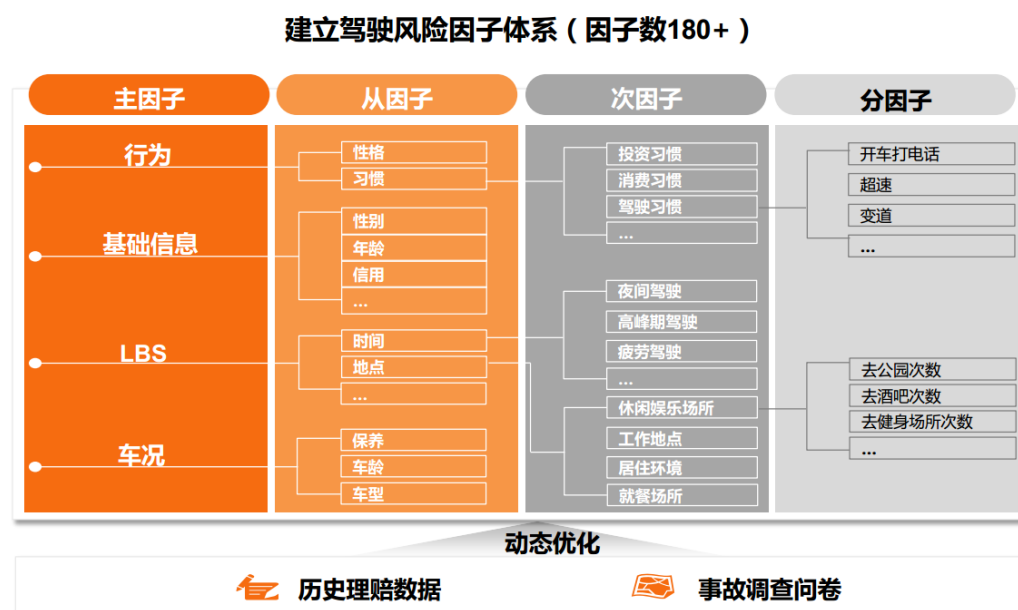 建立驾驶风险因子体系（因子数180+）
主因子
从因子
次因子
分因子
行为
性格
习惯
投资习惯
消费习惯
驾驶习惯
...
开车打电话
超速
变道
...
基础信息
性别
年龄
信用
...
LBS
时间
地点
...
夜间驾驶
高峰期驾驶
疲劳驾驶
...
休闲娱乐场所
工作地点
居住环境
就餐场所
去公园次数
去酒吧次数
去健身场所次数
...
车况
保养
车龄
车型
动态优化
历史理赔数据
事故调查问卷